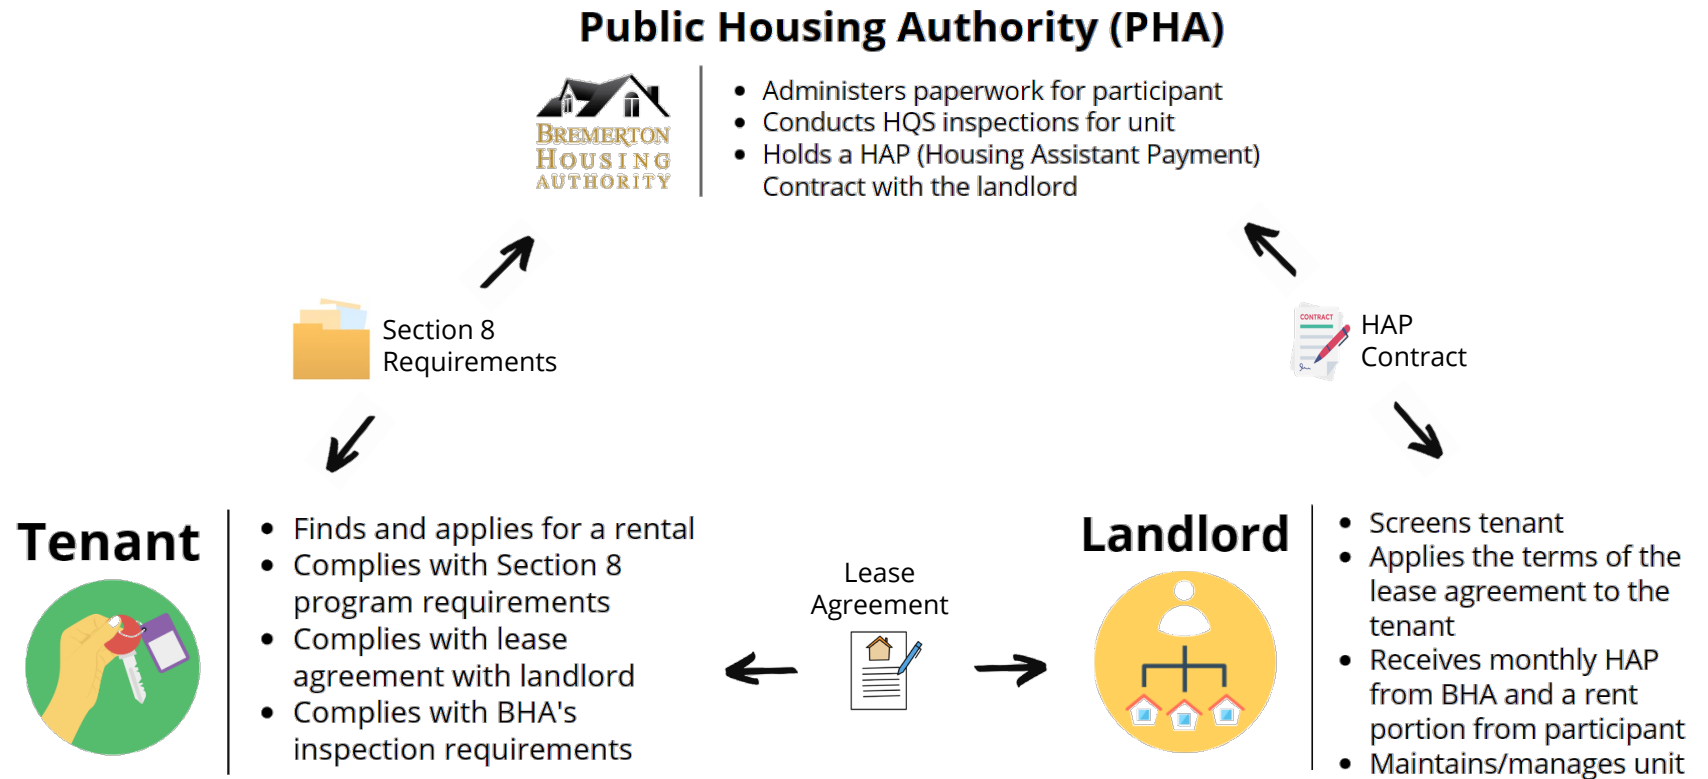 Public Housing Authority (PHA)
BREMERTON
HOUSING
AUTHORITY
• Administers paperwork for participant
• Conducts HQS inspections for unit
• Holds a HAP (Housing Assistant Payment)
Contract with the landlord
Section 8
Requirements
CONTRACT
HAP
Contract
Tenant
• Finds and applies for a rental
• Complies with Section 8
program requirements
• Complies with lease
agreement with landlord
• Complies with BHA's
inspection requirements
Lease
Agreement
Landlord
• Screens tenant
• Applies the terms of the
lease agreement to the
tenant
• Receives monthly HAP
from BHA and a rent
portion from participant
• Maintains/manages unit